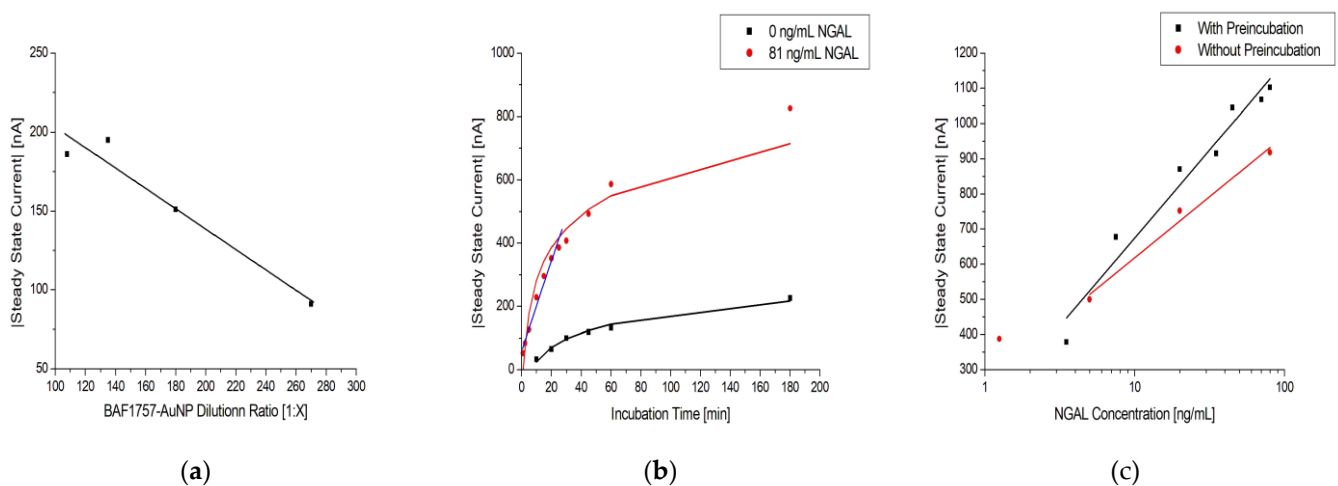 |Steady State Current| [nA]
250
200
150
100
50
100 120 140 160 180 200 220 240 260 280 300
BAF1757-AuNP Dilutionn Ratio [1:X]
(a)
0 ng/mL NGAL
81 ng/mL NGAL
|Steady State Current| [nA]
1000
800
600
400
200
0
0 20 40 60 80 100 120 140 160 180 200
Incubation Time [min]
(b)
With Preincubation
Without Preincubation
|Steady State Current| [nA]
1200
1100
1000
900
800
700
600
500
400
300
1 10 100
NGAL Concentration [ng/mL]
(c)